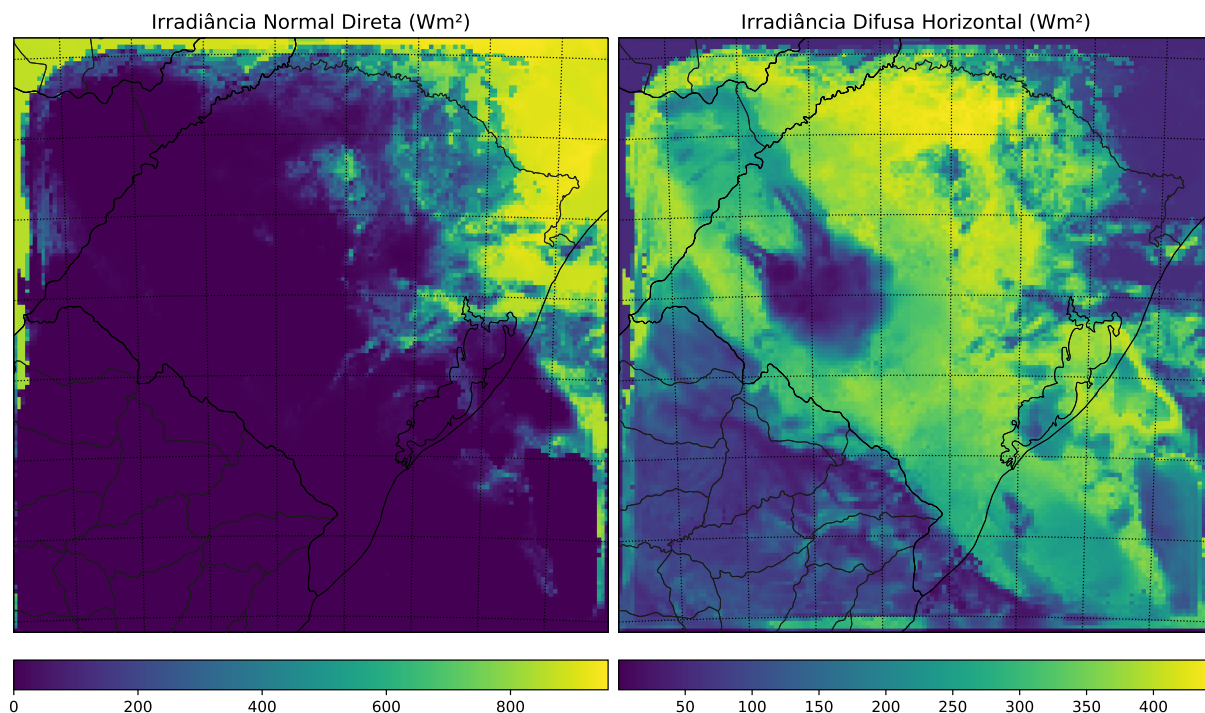 Irradiância Normal Direta (Wm²)
Irradiância Difusa Horizontal (Wm²)
0 200 400 600 800
50 100 150 200 250 300 350 400